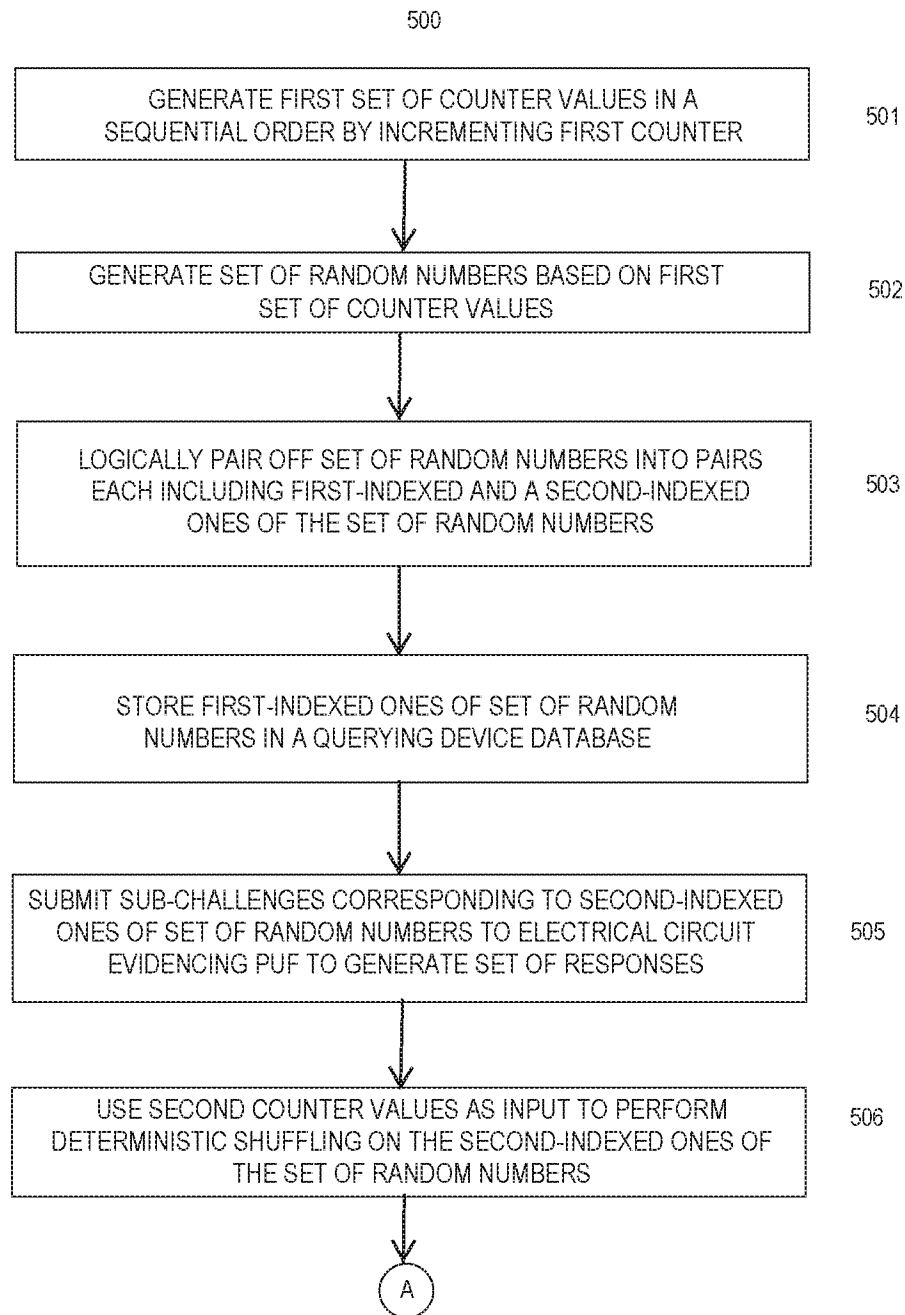 500
GENERATE FIRST SET OF COUNTER VALUES IN A
SEQUENTIAL ORDER BY INCREMENTING FIRST COUNTER
501
GENERATE SET OF RANDOM NUMBERS BASED ON FIRST
SET OF COUNTER VALUES
502
LOGICALLY PAIR OFF SET OF RANDOM NUMBERS INTO PAIRS
EACH INCLUDING FIRST-INDEXED AND A SECOND-INDEXED
ONES OF THE SET OF RANDOM NUMBERS
503
STORE FIRST-INDEXED ONES OF SET OF RANDOM
NUMBERS IN A QUERYING DEVICE DATABASE
504
SUBMIT SUB-CHALLENGES CORRESPONDING TO SECOND-INDEXED
ONES OF SET OF RANDOM NUMBERS TO ELECTRICAL CIRCUIT
EVIDENCING PUF TO GENERATE SET OF RESPONSES
505
USE SECOND COUNTER VALUES AS INPUT TO PERFORM
DETERMINISTIC SHUFFLING ON THE SECOND-INDEXED ONES OF
THE SET OF RANDOM NUMBERS
506
A